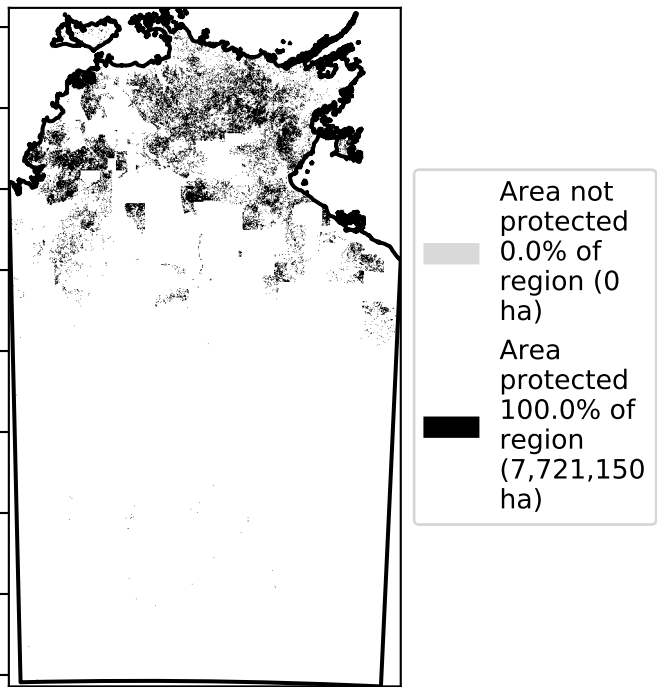 Area not
protected
0.0% of
region (0
ha)
Area
protected
100.0% of
region
(7,721,150
ha)